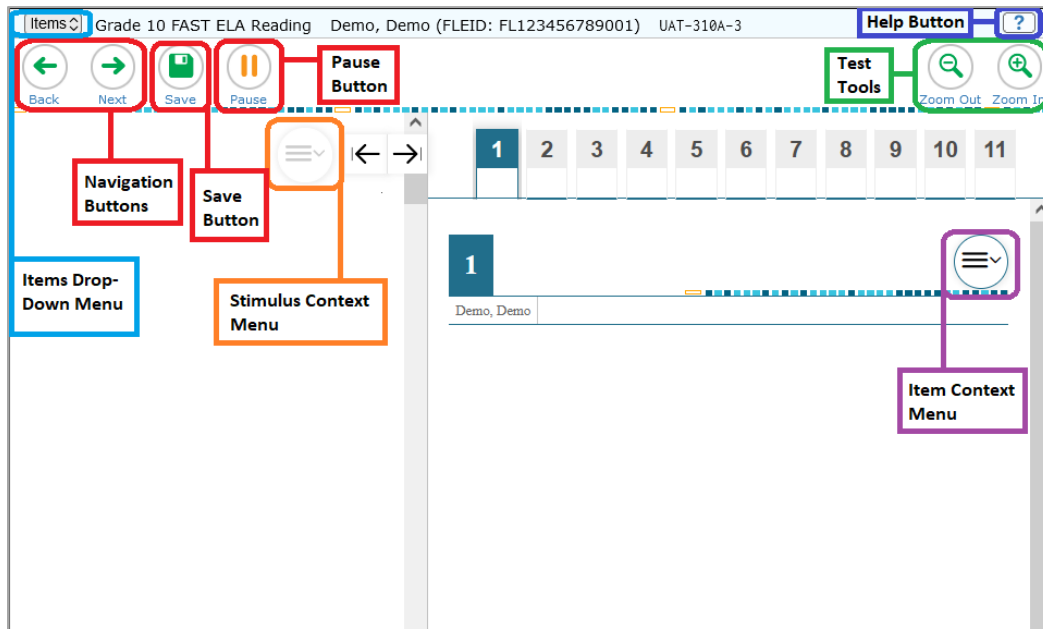 Items Grade 10 FAST ELA Reading Demo, Demo (FLEID: FL123456789001) UAT-310A-3 Help Button ?
Back Next Save Pause
Pause
Button
Test
Tools
Zoom Out Zoom In
1 2 3 4 5 6 7 8 9 10 11
Navigation
Buttons
Save
Button
Items Drop-
Down Menu
Stimulus Context
Menu
1
Demo, Demo
Item Context
Menu